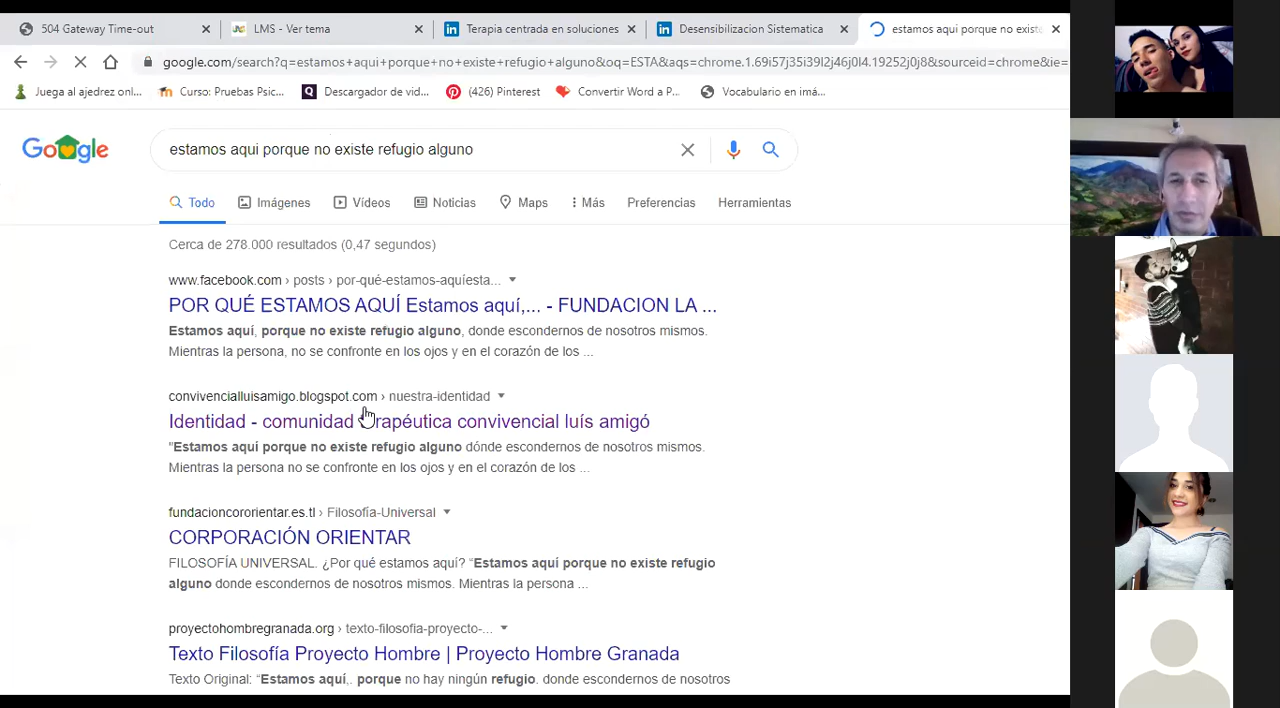 504 Gateway Time-out
LMS - Ver tema
Terapia centrada en soluciones
Desensibilizacion Sistematica
estamos aqui porque no existe
google.com/search?q=estamos+aqui+porque+no+existe+refugio+alguno&oq=ESTA&aqs=chrome.1.69i57j35i39l2j46j0l4.19252j0j8&sourceid=chrome&ie=
Juega al ajedrez onl...
Curso: Pruebas Psic...
Descargador de vid...
(426) Pinterest
Convertir Word a P...
Vocabulario en imá...
Google
estamos aqui porque no existe refugio alguno
Todo
Imágenes
Vídeos
Noticias
Maps
Más
Preferencias
Herramientas
Cerca de 278.000 resultados (0,47 segundos)
www.facebook.com › posts › por-qué-estamos-aquíesta...
POR QUÉ ESTAMOS AQUÍ Estamos aquí,... - FUNDACION LA ...
Estamos aquí, porque no existe refugio alguno, donde escondernos de nosotros mismos.
Mientras la persona, no se confronte en los ojos y en el corazón de los ...
convivencialluisamigo.blogspot.com › nuestra-identidad
Identidad - comunidad terapéutica convivencial luís amigó
"Estamos aquí porque no existe refugio alguno dónde escondernos de nosotros mismos.
Mientras la persona no se confronte en los ojos y en el corazón de los ...
fundacioncororientar.es.tl › Filosofía-Universal
CORPORACIÓN ORIENTAR
FILOSOFÍA UNIVERSAL. ¿Por qué estamos aquí? “Estamos aquí porque no existe refugio
alguno donde escondernos de nosotros mismos. Mientras la persona ...
proyectohombregranada.org › texto-filosofia-proyecto-...
Texto Filosofía Proyecto Hombre | Proyecto Hombre Granada
Texto Original: “Estamos aquí,. porque no hay ningún refugio. donde escondernos de nosotros